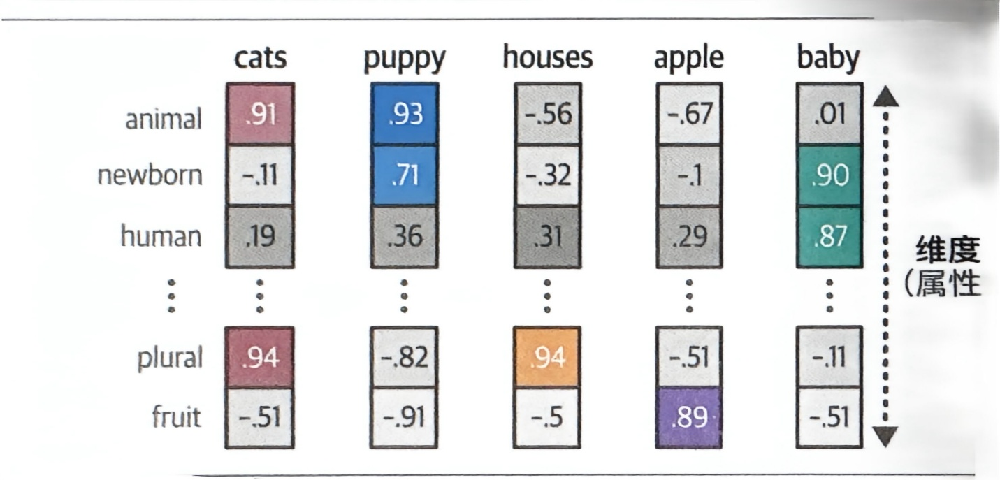 cats puppy houses apple baby
animal .91 .93 -.56 -.67 .01
newborn -.11 .71 -.32 -.1 .90
human .19 .36 .31 .29 .87
维度
(属性
plural .94 -.82 .94 -.51 -.11
fruit -.51 -.91 -.5 .89 -.51